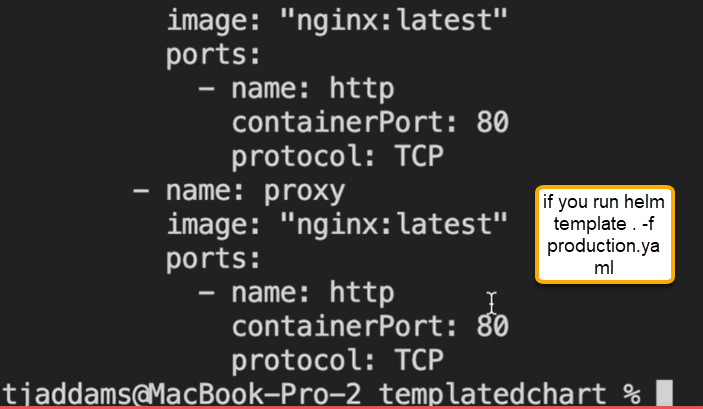 image: "nginx:latest"
ports:
- name: http
containerPort: 80
protocol: TCP
- name: proxy
image: "nginx:latest"
ports:
- name: http
containerPort: 80
protocol: TCP
tjaddams@MacBook-Pro-2 templatedchart %
if you run helm
template . -f
production.ya
ml